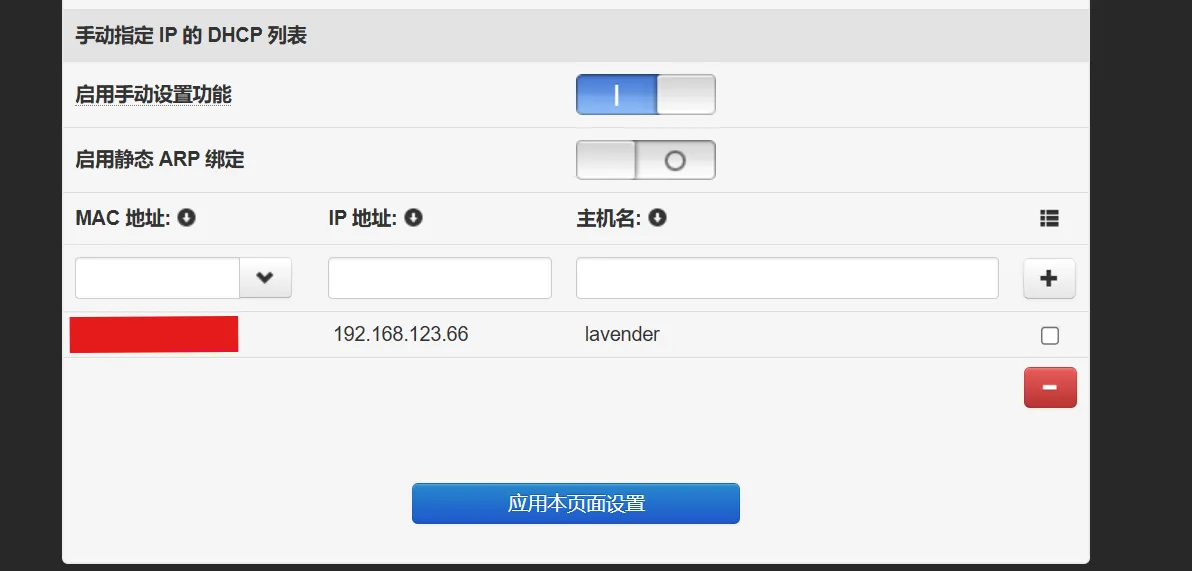 手动指定 IP 的 DHCP 列表
启用手动设置功能
启用静态 ARP 绑定
MAC 地址: IP 地址: 主机名:
192.168.123.66 lavender
应用本页面设置